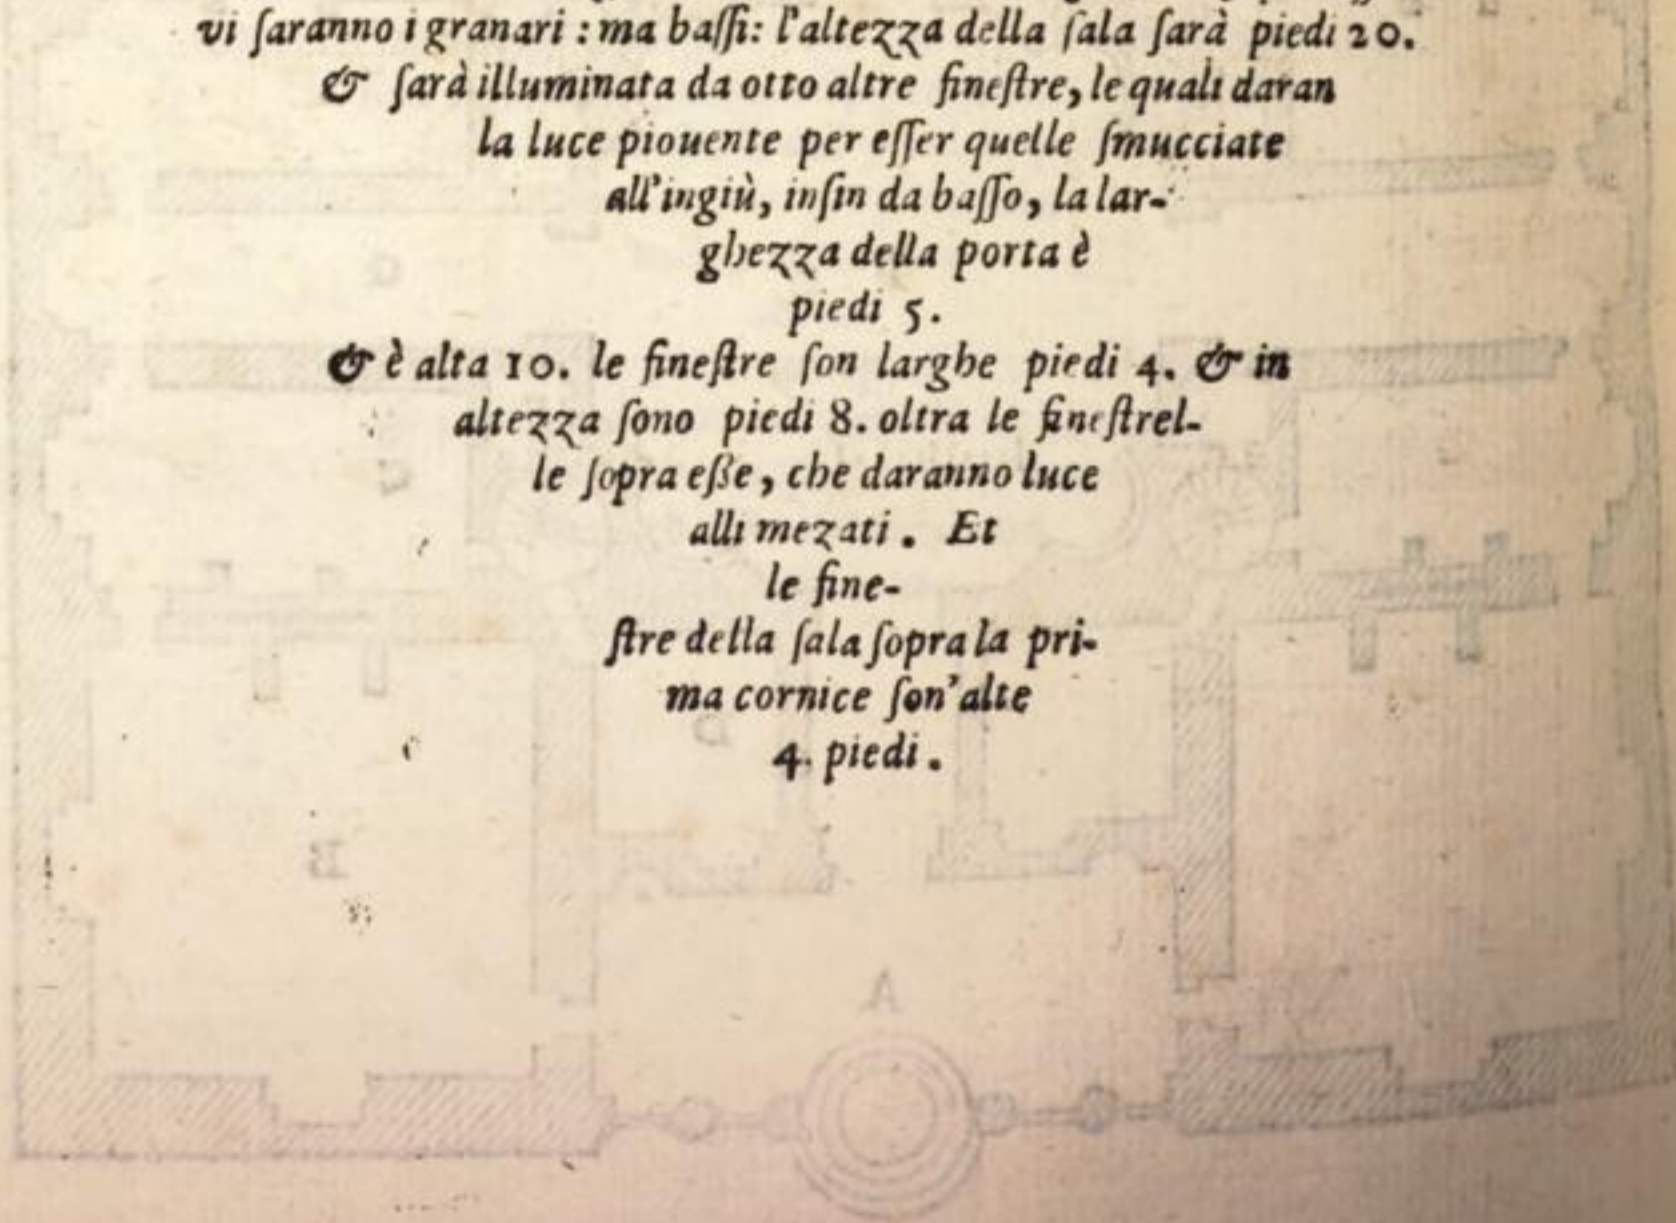 vi ſaranno i granari : ma baſſi: l'altezza della ſala ſarà piedi 20.
& ſarà illuminata da otto altre fineſtre, le quali daran
la luce piouente per eſſer quelle ſmucciate
all'ingiù, inſin da baſſo, la lar-
ghezza della porta è
piedi 5.
& è alta 10. le fineſtre ſon larghe piedi 4. & in
altezza ſono piedi 8. oltra le fineſtrel-
le ſopra eſſe, che daranno luce
alli mezati . Et
le fine-
ſtre della ſala ſopra la pri-
ma cornice ſon'alte
4. piedi .
B
A